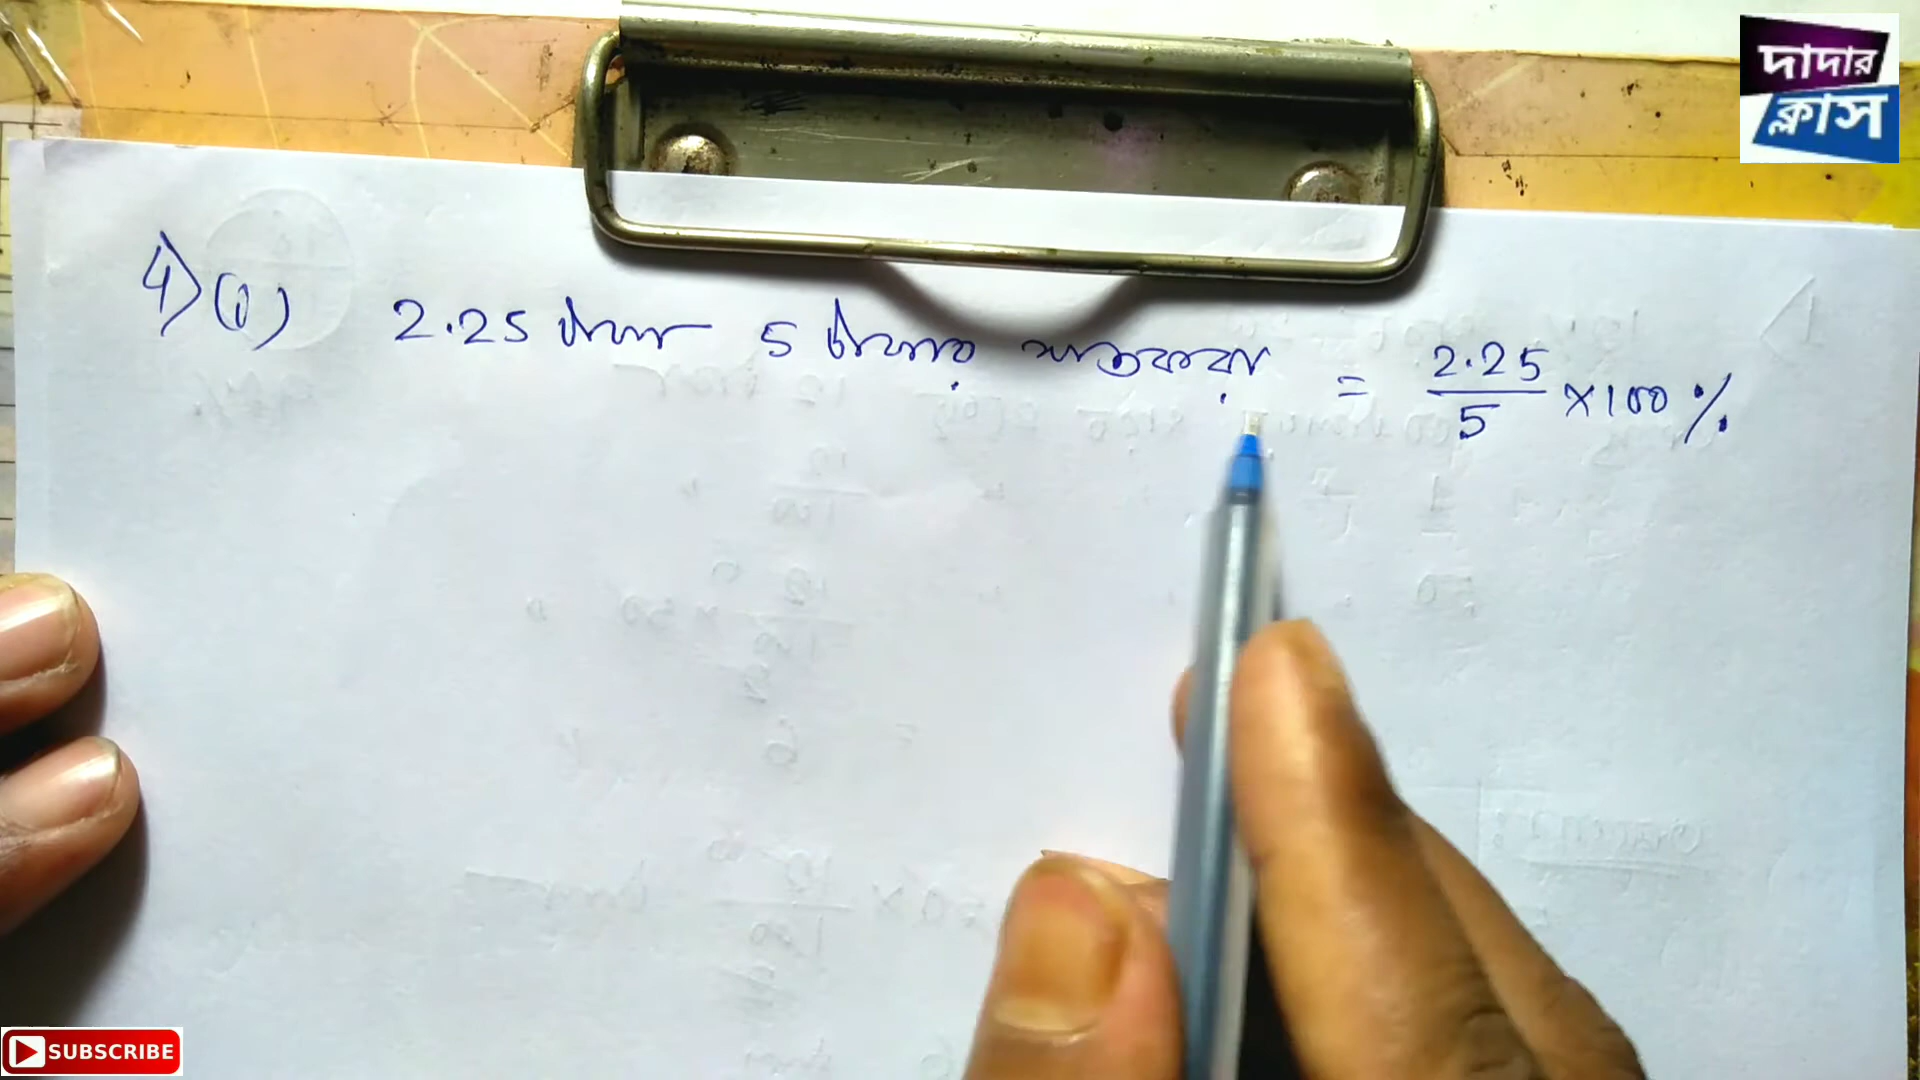 দাদার
ক্লাস
4) (i) 2.25 টাকা 5 টাকার শতকরা = 2.25/5 × 100 %
SUBSCRIBE